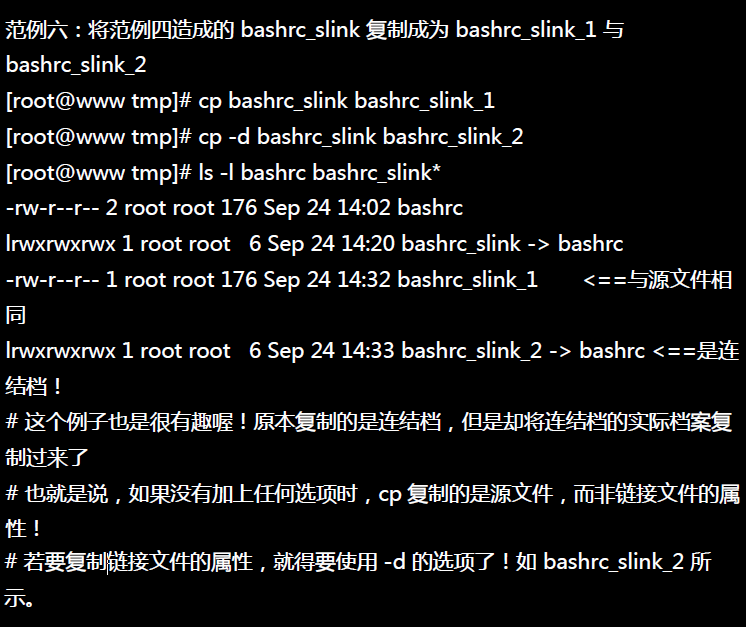 范例六：将范例四造成的 bashrc_slink 复制成为 bashrc_slink_1 与
bashrc_slink_2
[root@www tmp]# cp bashrc_slink bashrc_slink_1
[root@www tmp]# cp -d bashrc_slink bashrc_slink_2
[root@www tmp]# ls -l bashrc bashrc_slink*
-rw-r--r-- 2 root root 176 Sep 24 14:02 bashrc
lrwxrwxrwx 1 root root   6 Sep 24 14:20 bashrc_slink -> bashrc
-rw-r--r-- 1 root root 176 Sep 24 14:32 bashrc_slink_1       <==与源文件相
同
lrwxrwxrwx 1 root root   6 Sep 24 14:33 bashrc_slink_2 -> bashrc <==是连
结档！
# 这个例子也是很有趣喔！原本复制的是连结档，但是却将连结档的实际档案复
制过来了
# 也就是说，如果没有加上任何选项时，cp 复制的是源文件，而非链接文件的属
性！
# 若要复制链接文件的属性，就得要使用 -d 的选项了！如 bashrc_slink_2 所
示。